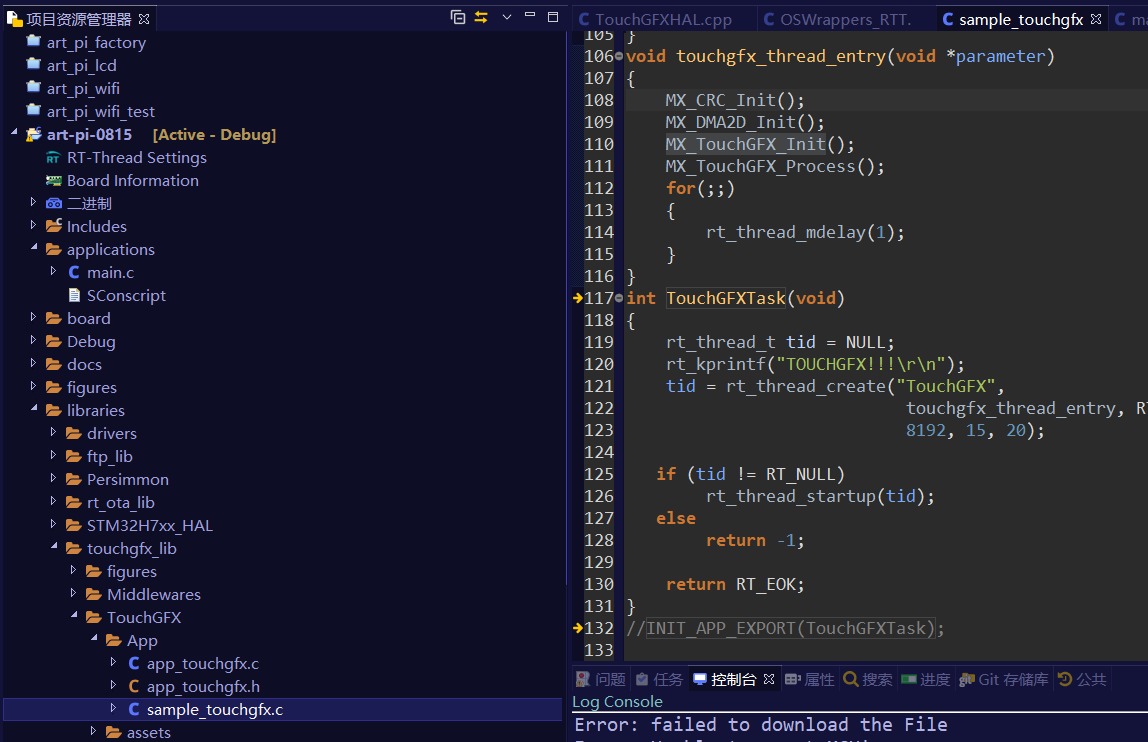 项目资源管理器
art_pi_factory
art_pi_lcd
art_pi_wifi
art_pi_wifi_test
art-pi-0815 [Active - Debug]
RT-Thread Settings
Board Information
二进制
Includes
applications
main.c
SConscript
board
Debug
docs
figures
libraries
drivers
ftp_lib
Persimmon
rt_ota_lib
STM32H7xx_HAL
touchgfx_lib
figures
Middlewares
TouchGFX
App
app_touchgfx.c
app_touchgfx.h
sample_touchgfx.c
assets
TouchGFXHAL.cpp OSWrappers_RTT. sample_touchgfx ma
105 }
106 void touchgfx_thread_entry(void *parameter)
107 {
108 MX_CRC_Init();
109 MX_DMA2D_Init();
110 MX_TouchGFX_Init();
111 MX_TouchGFX_Process();
112 for(;;)
113 {
114 rt_thread_mdelay(1);
115 }
116 }
117 int TouchGFXTask(void)
118 {
119 rt_thread_t tid = NULL;
120 rt_kprintf("TOUCHGFX!!!\r\n");
121 tid = rt_thread_create("TouchGFX",
122 touchgfx_thread_entry, R
123 8192, 15, 20);
124
125 if (tid != RT_NULL)
126 rt_thread_startup(tid);
127 else
128 return -1;
129
130 return RT_EOK;
131 }
132 //INIT_APP_EXPORT(TouchGFXTask);
133
问题 任务 控制台 属性 搜索 进度 Git 存储库 公共
Log Console
Error: failed to download the File